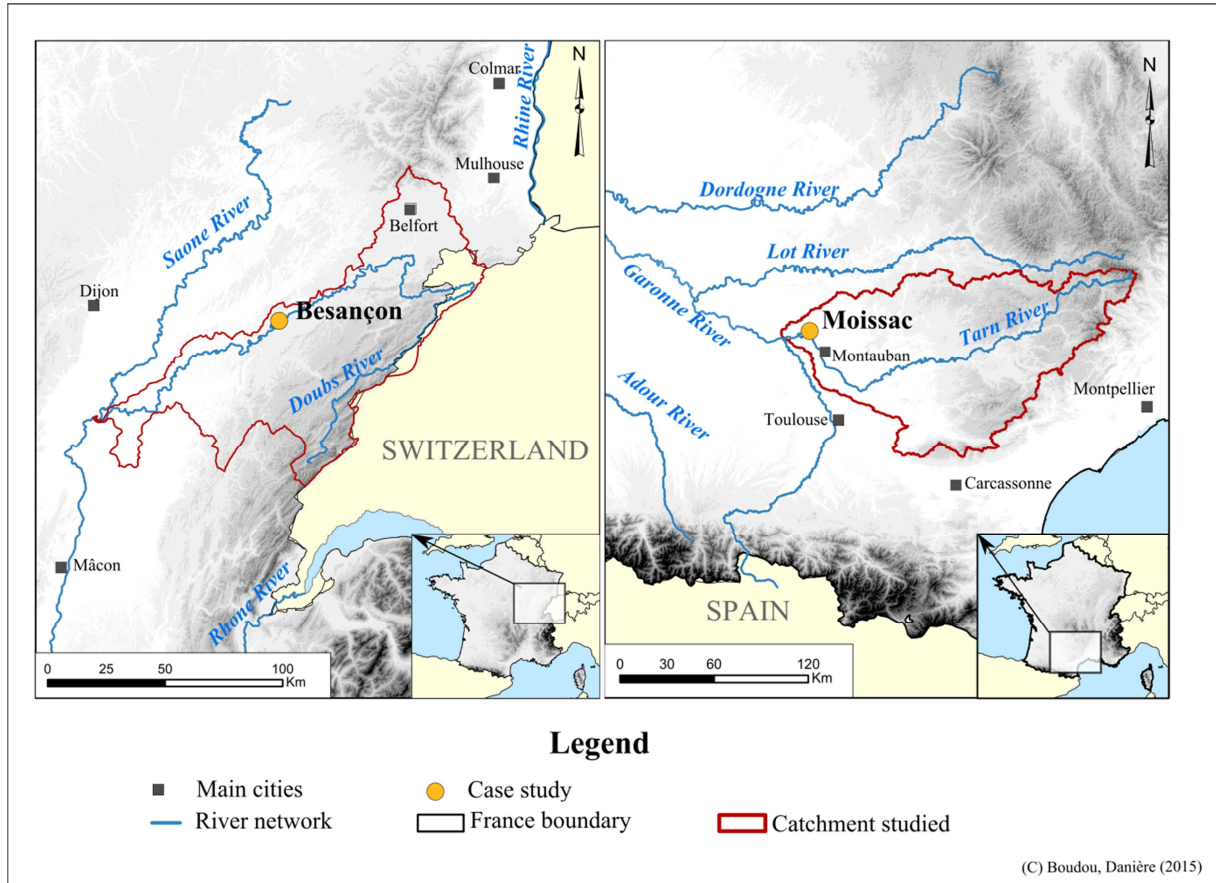 N
Colmar
Rhine River
Mulhouse
Belfort
Saone River
Dijon
Besançon
Doubs River
SWITZERLAND
Mâcon
Rhone River
0 25 50 100
Km
N
Dordogne River
Lot River
Garonne River
Moissac
Tarn River
Montauban
Adour River
Toulouse
Montpellier
Carcassonne
SPAIN
0 30 60 120
Km
Legend
Main cities
Case study
River network
France boundary
Catchment studied
(C) Boudou, Danière (2015)